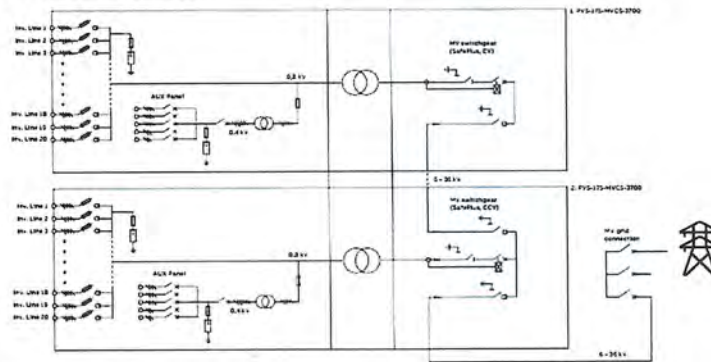 1. PVS-175-MVCS-3700
Inv. Line 1
Inv. Line 2
Inv. Line 3
MV switchgear
(SafePlus, CV)
0,8 kV
AUX Panel
Inv. Line 18
Inv. Line 19
Inv. Line 20
0,4 kV
6 - 36 kV
2. PVS-175-MVCS-3700
Inv. Line 1
Inv. Line 2
Inv. Line 3
MV switchgear
(SafePlus, CCV)
MV grid
connection
0,8 kV
AUX Panel
Inv. Line 18
Inv. Line 19
Inv. Line 20
0,4 kV
6 - 36 kV